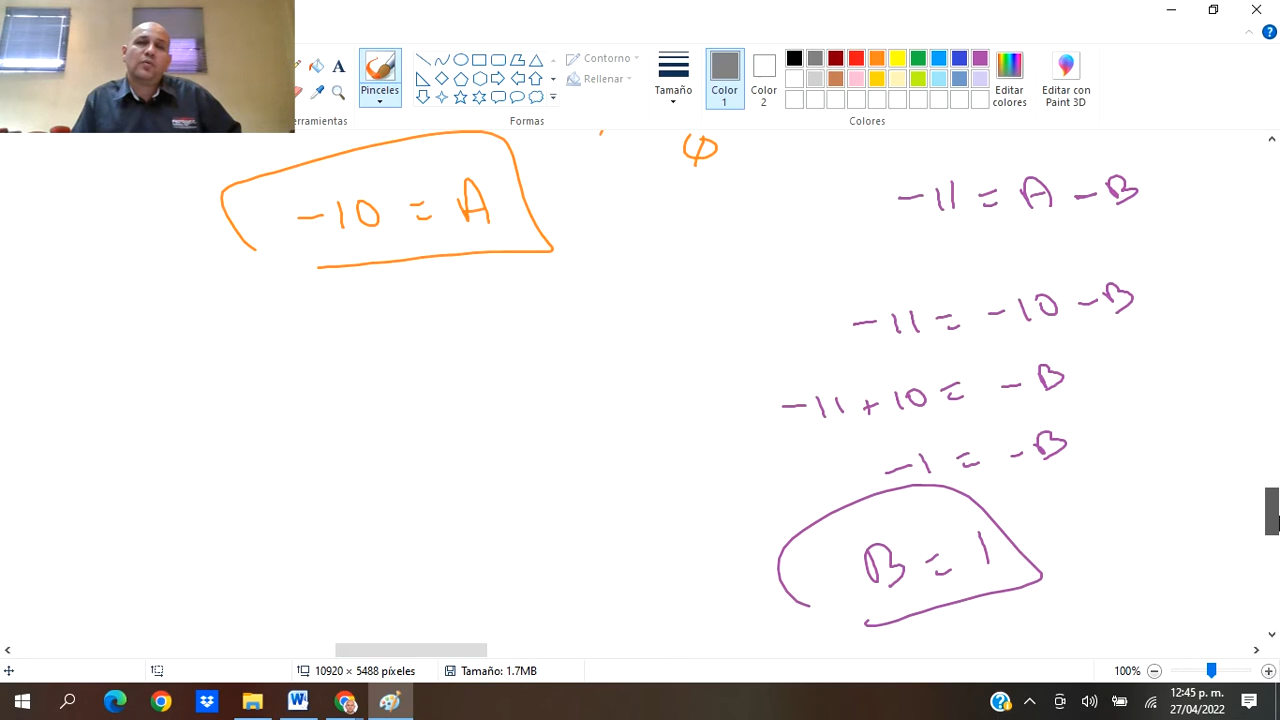 Contorno
Rellenar
Pinceles
Tamaño
Color 1
Color 2
Editar colores
Editar con Paint 3D
erramientas
Formas
Colores
φ
-10 = A
-11 = A - B
-11 = -10 - B
-11 + 10 = - B
-1 = - B
B = 1
10920 × 5488 píxeles
Tamaño: 1.7MB
100%
12:45 p. m.
27/04/2022